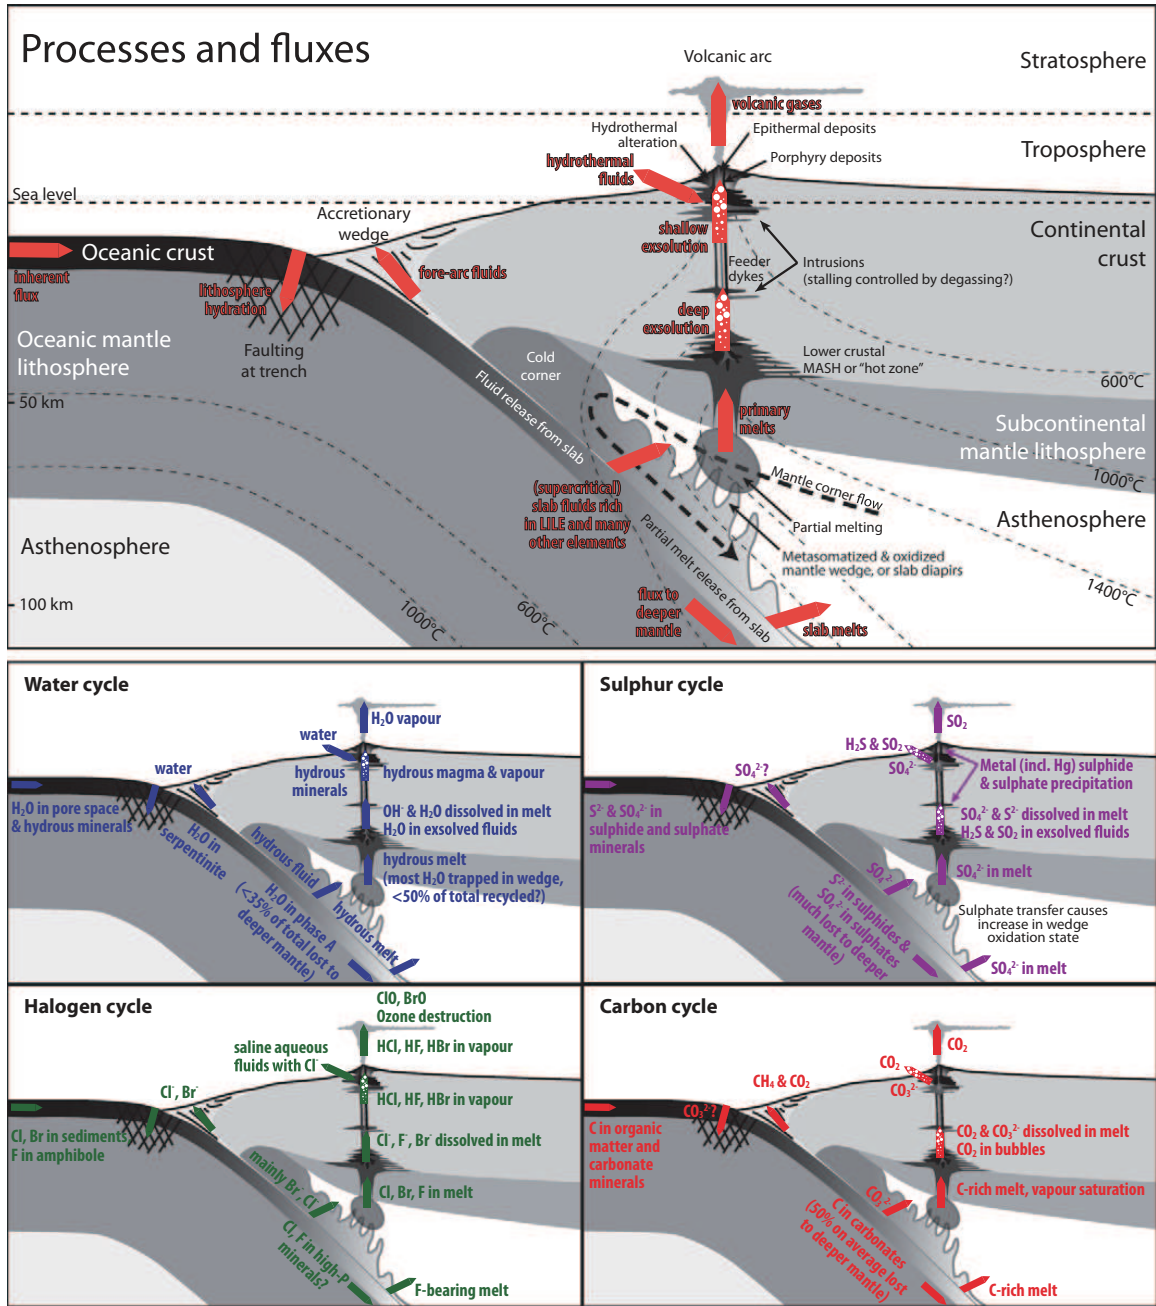 Processes and fluxes
Volcanic arc
Stratosphere
volcanic gases
Hydrothermal
alteration
Epithermal deposits
Troposphere
Porphyry deposits
hydrothermal
fluids
Sea level
Accretionary
wedge
Continental
crust
shallow
exsolution
Oceanic crust
Feeder
dykes
Intrusions
(stalling controlled by degassing?)
inherent
flux
lithosphere
hydration
fore-arc fluids
deep
exsolution
Oceanic mantle
lithosphere
Faulting
at trench
Cold
corner
Lower crustal
MASH or “hot zone”
600°C
50 km
Fluid release from slab
primary
melts
Subcontinental
mantle lithosphere
1000°C
Mantle corner flow
(supercritical)
slab fluids rich
in LILE and many
other elements
Partial melting
Asthenosphere
Asthenosphere
Metasomatized & oxidized
mantle wedge, or slab diapirs
Partial melt release from slab
1400°C
100 km
1000°C
600°C
flux to
deeper
mantle
slab melts
Water cycle
H₂O vapour
water
water
hydrous
minerals
hydrous magma & vapour
H₂O in pore space
& hydrous minerals
OH⁻ & H₂O dissolved in melt
H₂O in exsolved fluids
H₂O in
serpentinite
hydrous fluid
hydrous melt
(most H₂O trapped in wedge,
<50% of total recycled?)
H₂O in phase A
(<35% of total lost to
deeper mantle)
hydrous melt
Sulphur cycle
SO₂
H₂S & SO₂
SO₄²⁻
SO₄²⁻?
Metal (incl. Hg) sulphide
& sulphate precipitation
S²⁻ & SO₄²⁻ in
sulphide and sulphate
minerals
SO₄²⁻ & S²⁻ dissolved in melt
H₂S and SO₂ in exsolved fluids
SO₄²⁻
SO₄²⁻ in melt
S²⁻ in sulphides &
SO₄²⁻ in sulphates
(much lost to deeper
mantle)
Sulphate transfer causes
increase in wedge
oxidation state
SO₄²⁻ in melt
Halogen cycle
ClO, BrO
Ozone destruction
saline aqueous
fluids with Cl⁻
HCl, HF, HBr in vapour
Cl⁻, Br⁻
HCl, HF, HBr in vapour
Cl, Br in sediments,
F in amphibole
Cl⁻, F⁻, Br⁻ dissolved in melt
mainly Br⁻, Cl⁻
Cl, Br, F in melt
Cl, F in high-P
minerals?
F-bearing melt
Carbon cycle
CO₂
CO₂
CO₃²⁻
CH₄ & CO₂
CO₃²⁻?
C in organic
matter and
carbonate
minerals
CO₂ & CO₃²⁻ dissolved in melt
CO₂ in bubbles
CO₃²⁻
C-rich melt, vapour saturation
C in carbonates
(50% on average lost
to deeper mantle)
C-rich melt